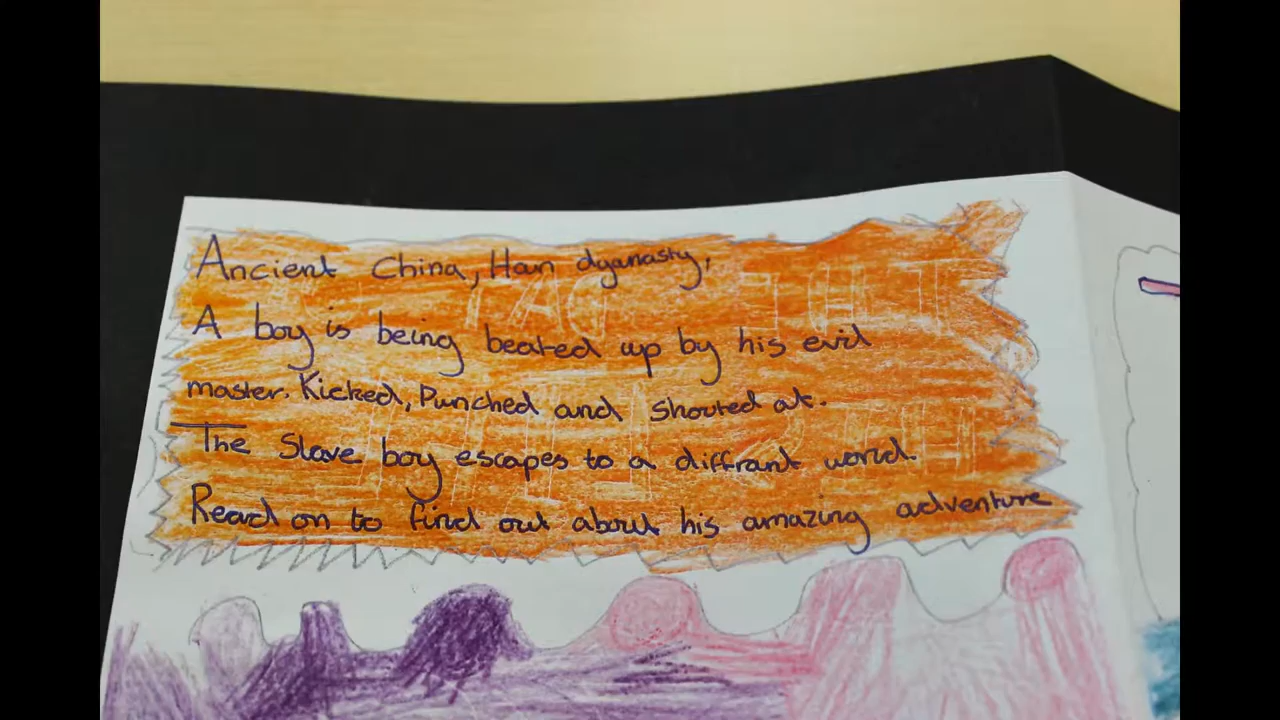 Ancient China, Han dyanasty,
A boy is being beated up by his evil
master. Kicked, Punched and shouted at.
The Slave boy escapes to a diffrant world.
Read on to find out about his amazing adventure